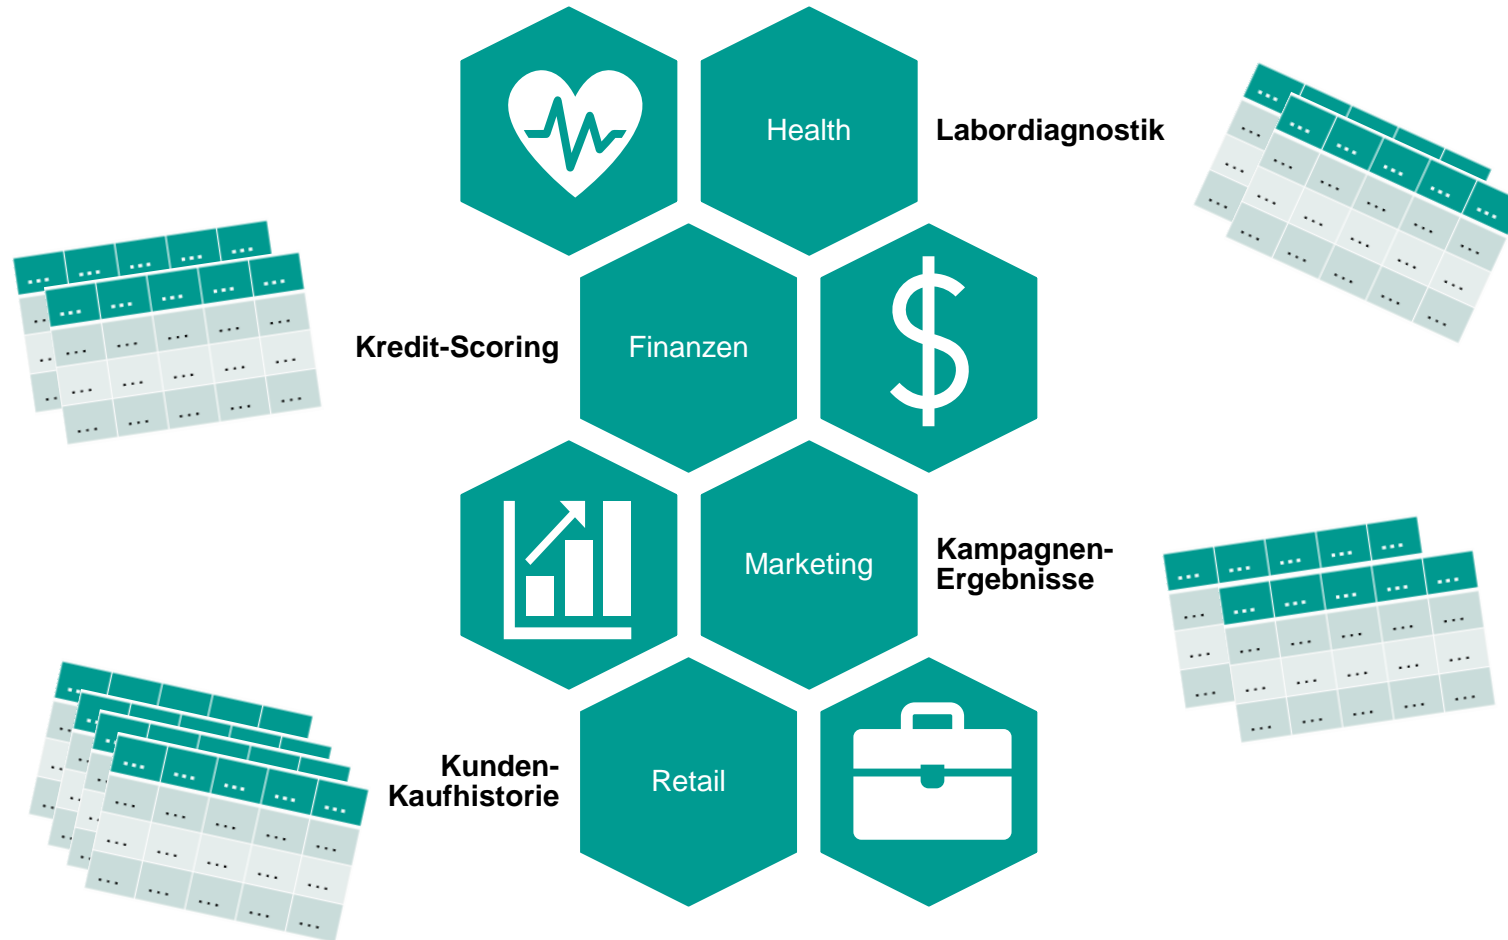 Health
Labordiagnostik
Kredit-Scoring
Finanzen
Marketing
Kampagnen-
Ergebnisse
Kunden-
Kaufhistorie
Retail